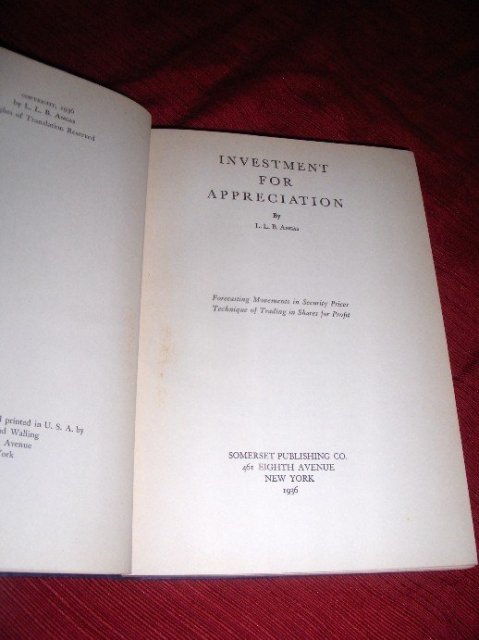 COPYRIGHT, 1936
by L. L. B. ANGAS
of Translation Reserved
printed in U. S. A. by
Walling
Avenue
INVESTMENT
FOR
APPRECIATION
By
L. L. B. ANGAS
Forecasting Movements in Security Prices
Technique of Trading in Shares for Profit
SOMERSET PUBLISHING CO.
461 EIGHTH AVENUE
NEW YORK
1936